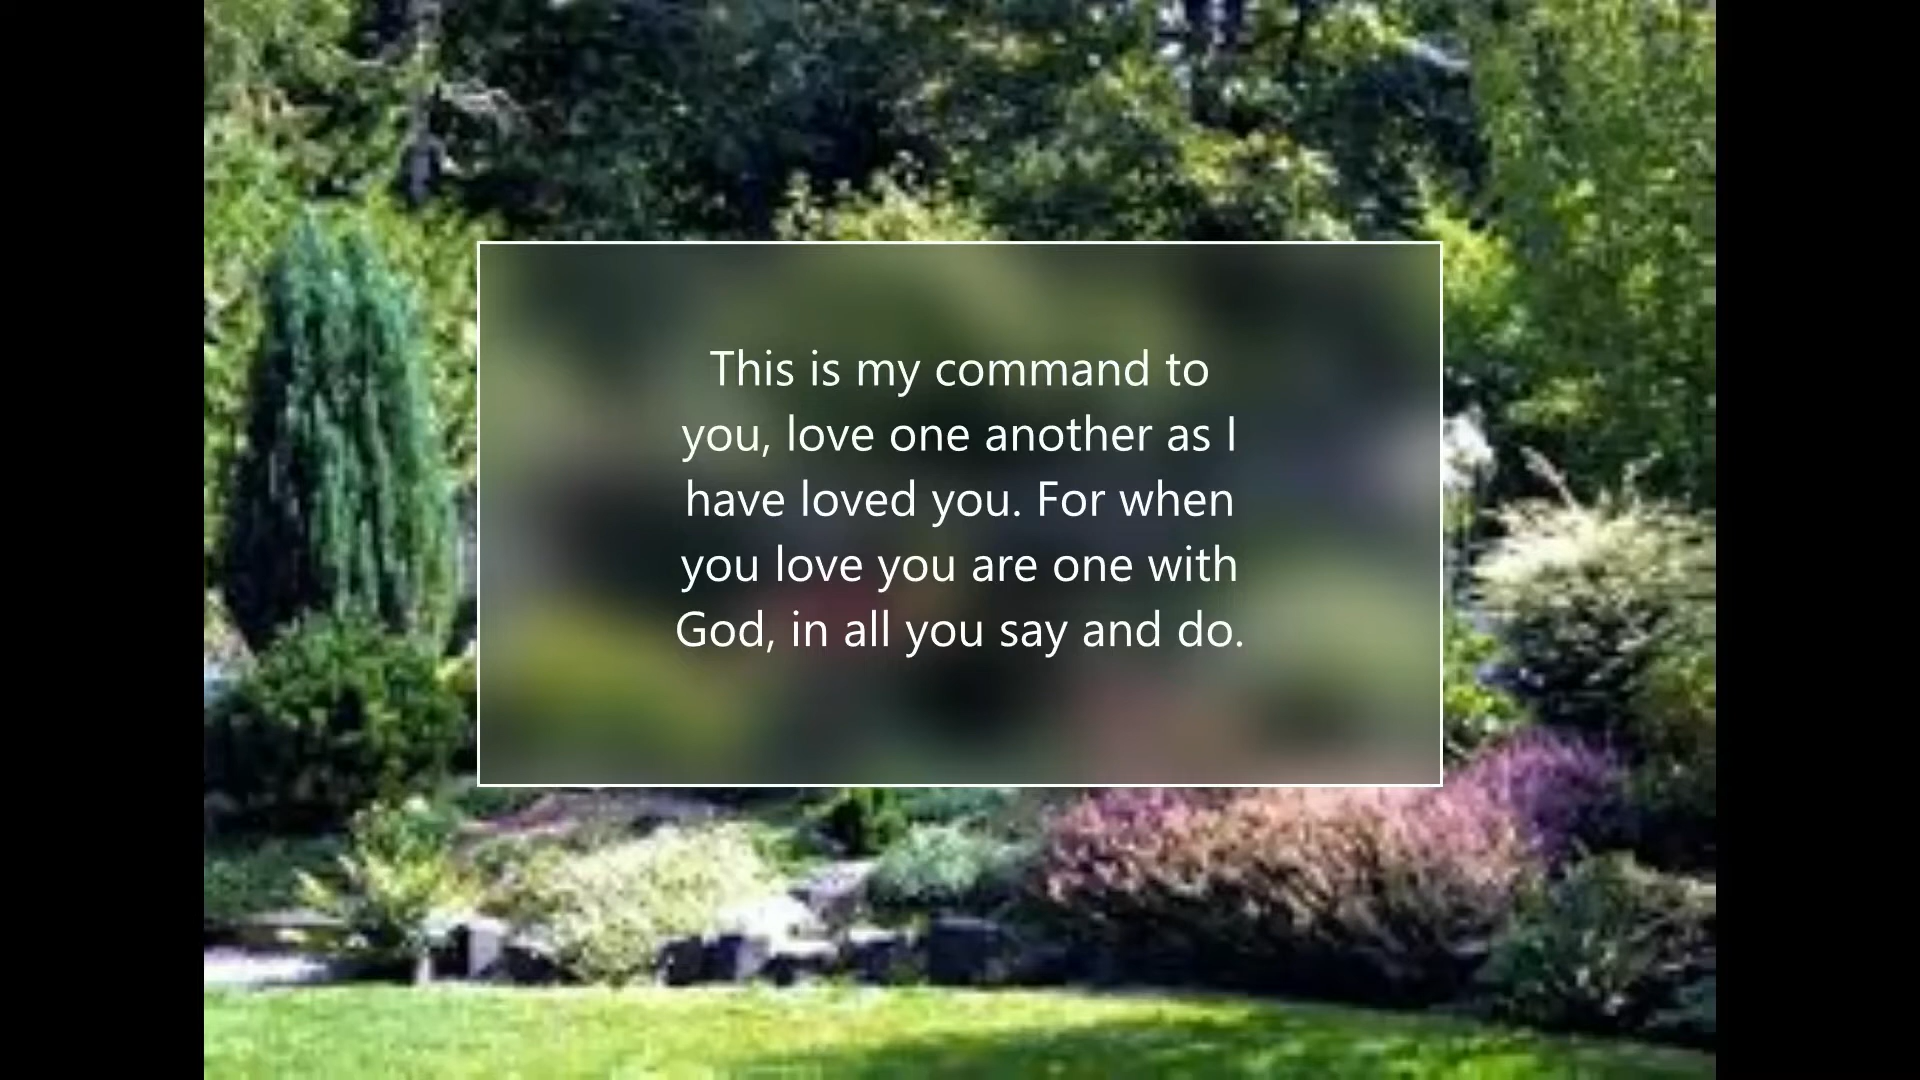 This is my command to
you, love one another as I
have loved you. For when
you love you are one with
God, in all you say and do.